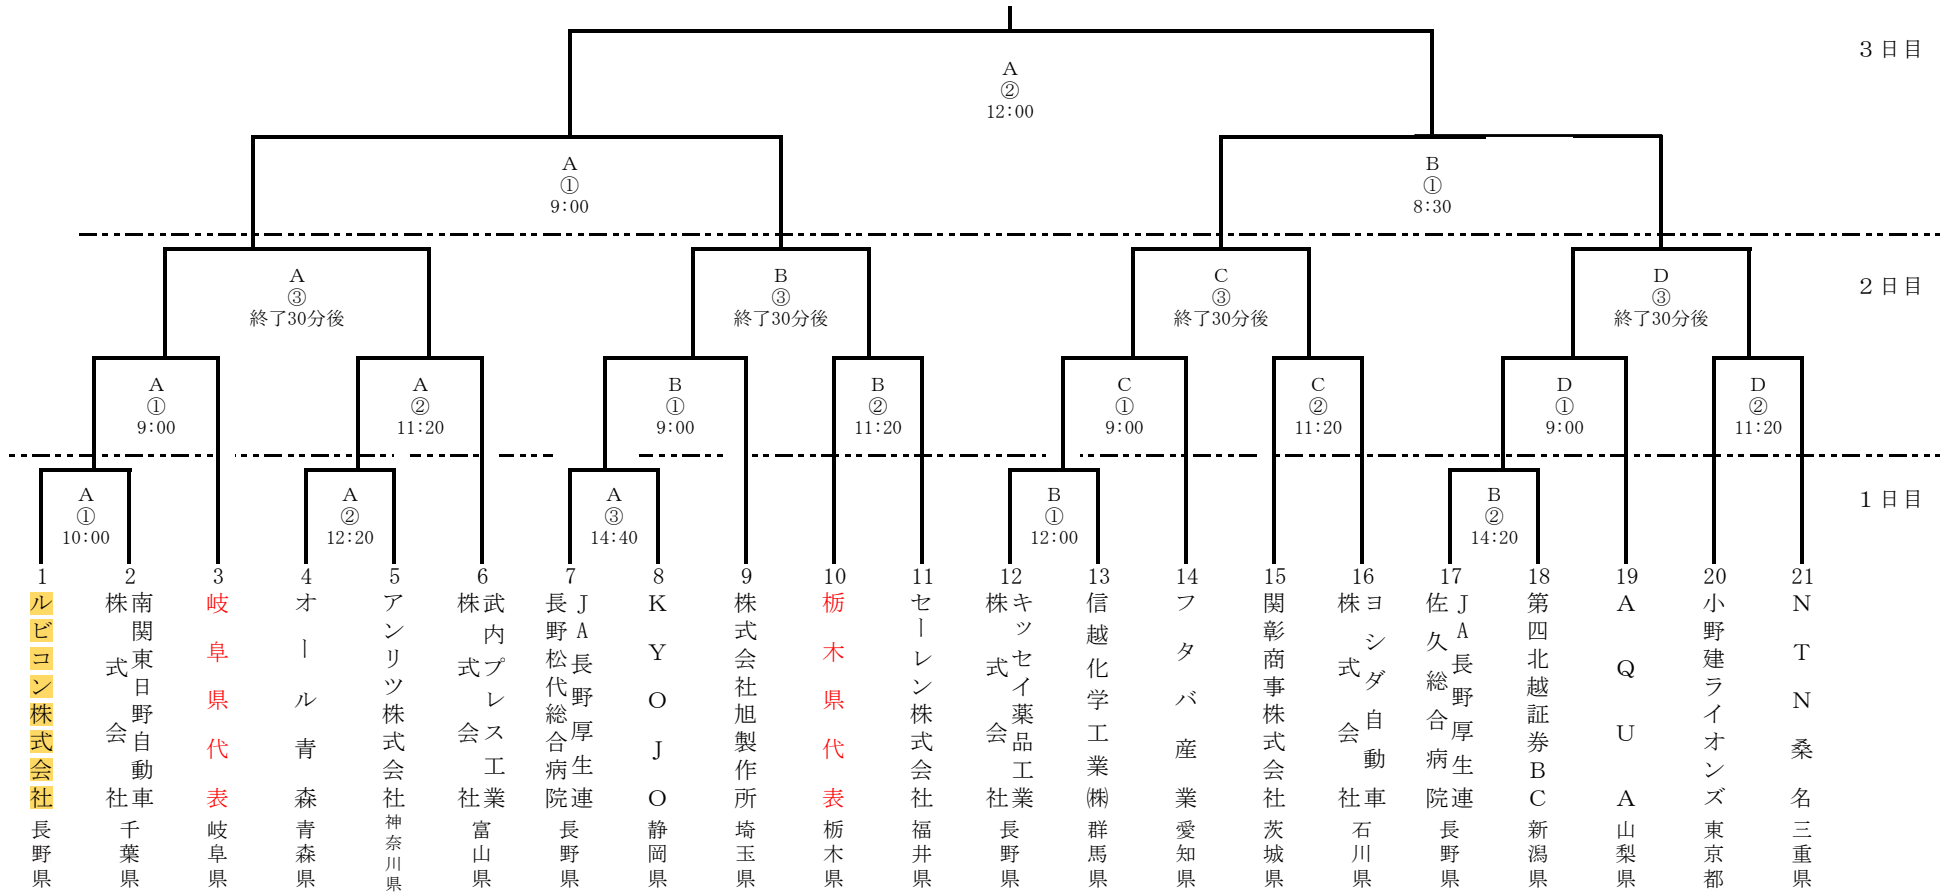 3日目
A
②
12:00
A
①
9:00
B
①
8:30
2日目
A
③
終了30分後
B
③
終了30分後
C
③
終了30分後
D
③
終了30分後
A
①
9:00
A
②
11:20
B
①
9:00
B
②
11:20
C
①
9:00
C
②
11:20
D
①
9:00
D
②
11:20
1日目
A
①
10:00
A
②
12:20
A
③
14:40
B
①
12:00
B
②
14:20
1
ルビコン株式会社
長野県
2
南関東日野自動車
株式会社
千葉県
3
岐阜県代表
岐阜県
4
オール青森
青森県
5
アンリツ株式会社
神奈川県
6
武内プレス工業
株式会社
富山県
7
JA長野厚生連
長野松代総合病院
長野県
8
KYOJO
静岡県
9
株式会社旭製作所
埼玉県
10
栃木県代表
栃木県
11
セーレン株式会社
福井県
12
キッセイ薬品工業
株式会社
長野県
13
信越化学工業㈱
群馬県
14
フタバ産業
愛知県
15
関彰商事株式会社
茨城県
16
ヨシダ自動車
株式会社
石川県
17
JA長野厚生連
佐久総合病院
長野県
18
第四北越証券BC
新潟県
19
AQUA
山梨県
20
小野建ライオンズ
東京都
21
NTN桑名
三重県